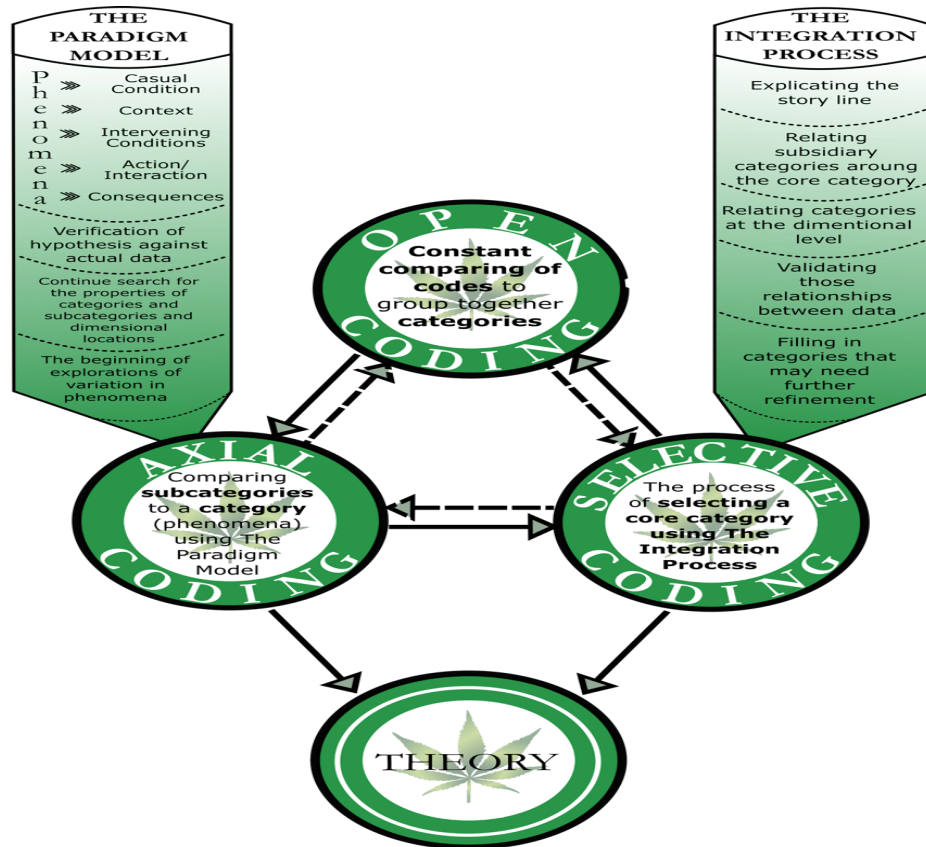 THE
PARADIGM
MODEL
Phenomena
Casual
Condition
Context
Intervening
Conditions
Action/
Interaction
Consequences
Verification of
hypothesis against
actual data
Continue search for
the properties of
categories and
subcategories and
dimensional
locations
The beginning of
explorations of
variation in
phenomena
THE
INTEGRATION
PROCESS
Explicating the
story line
Relating
subsidiary
categories aroung
the core category
Relating categories
at the dimentional
level
Validating
those
relationships
between data
Filling in
categories that
may need
further
refinement
OPEN
Constant
comparing of
codes to
group together
categories
CODING
AXIAL
Comparing
subcategories
to a category
(phenomena)
using The
Paradigm
Model
CODING
SELECTIVE
The process
of selecting a
core category
using The
Integration
Process
CODING
THEORY